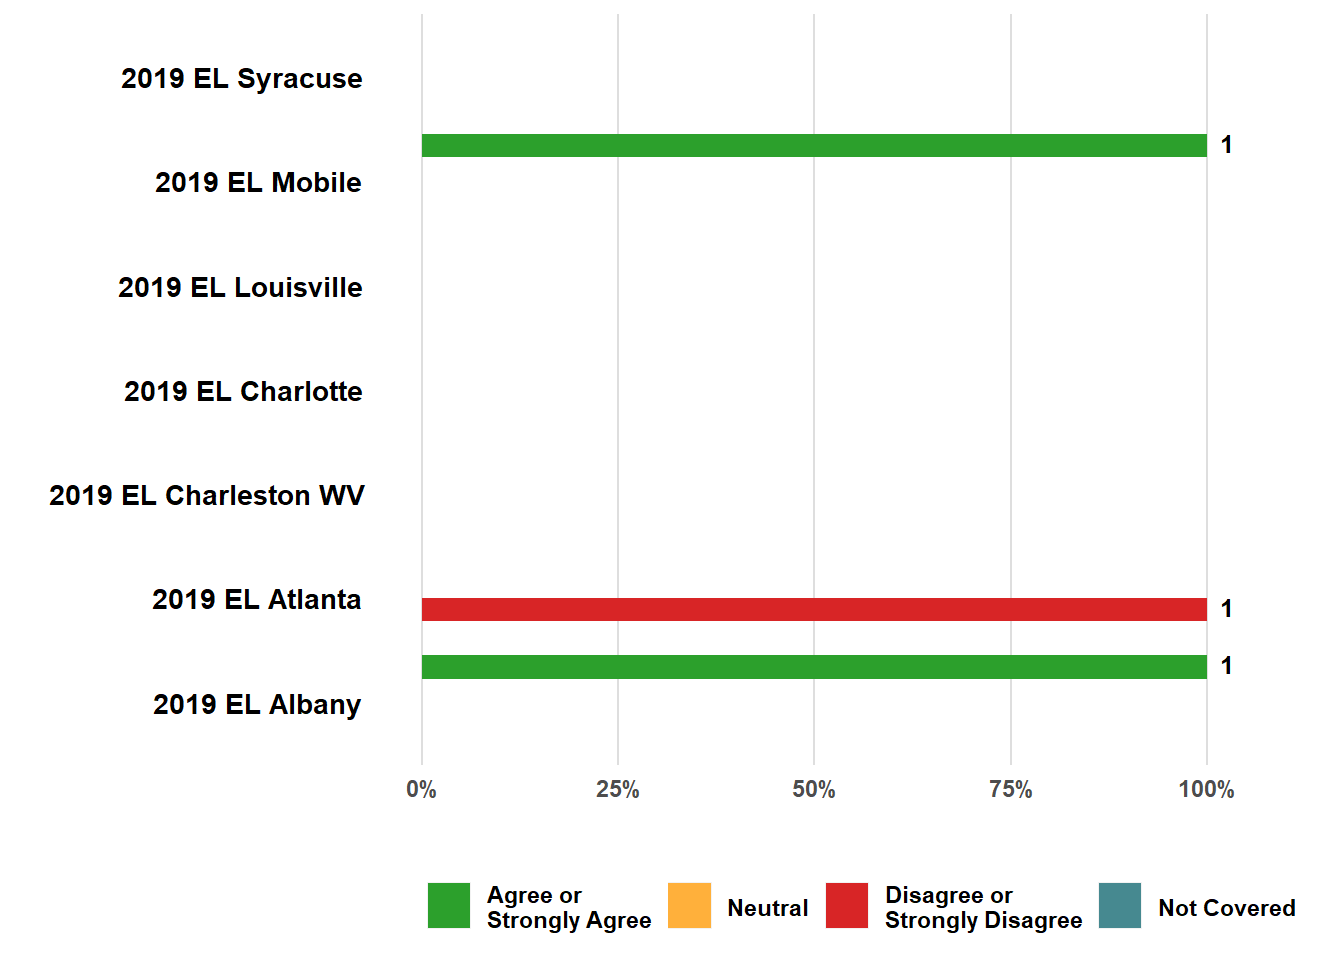 2019 EL Syracuse
1
2019 EL Mobile
2019 EL Louisville
2019 EL Charlotte
2019 EL Charleston WV
2019 EL Atlanta
1
1
2019 EL Albany
0% 25% 50% 75% 100%
Agree or
Strongly Agree
Neutral
Disagree or
Strongly Disagree
Not Covered